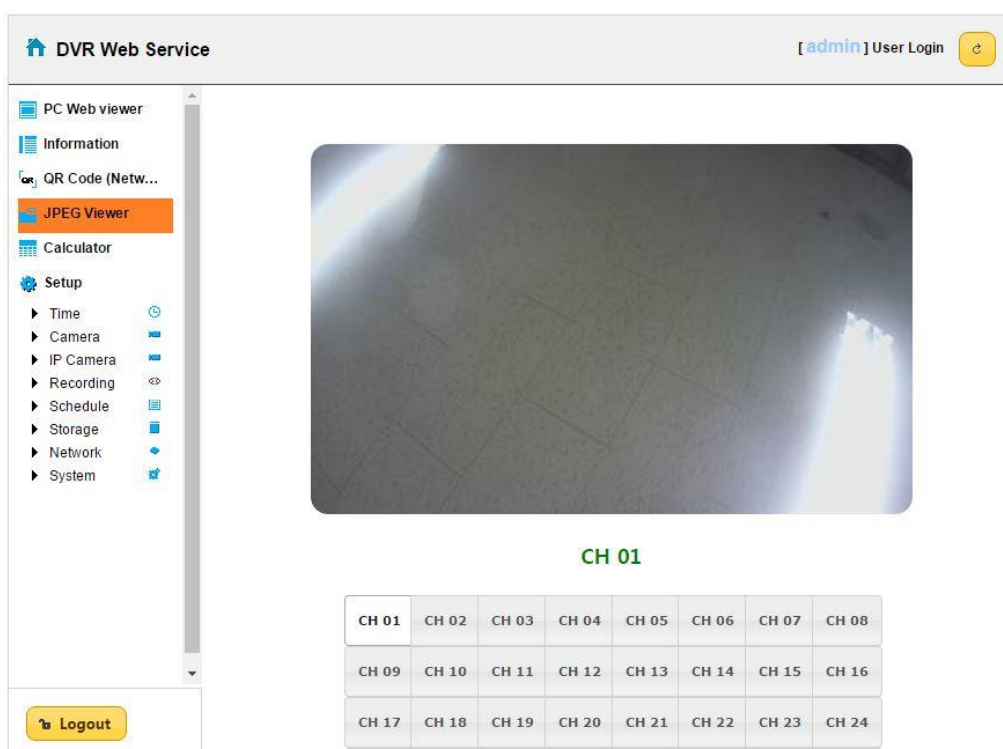 DVR Web Service
[ admin ] User Login
PC Web viewer
Information
QR QR Code (Netw...
JPEG Viewer
Calculator
Setup
Time
Camera
IP Camera
Recording
Schedule
Storage
Network
System
Logout
CH 01
CH 01 CH 02 CH 03 CH 04 CH 05 CH 06 CH 07 CH 08
CH 09 CH 10 CH 11 CH 12 CH 13 CH 14 CH 15 CH 16
CH 17 CH 18 CH 19 CH 20 CH 21 CH 22 CH 23 CH 24